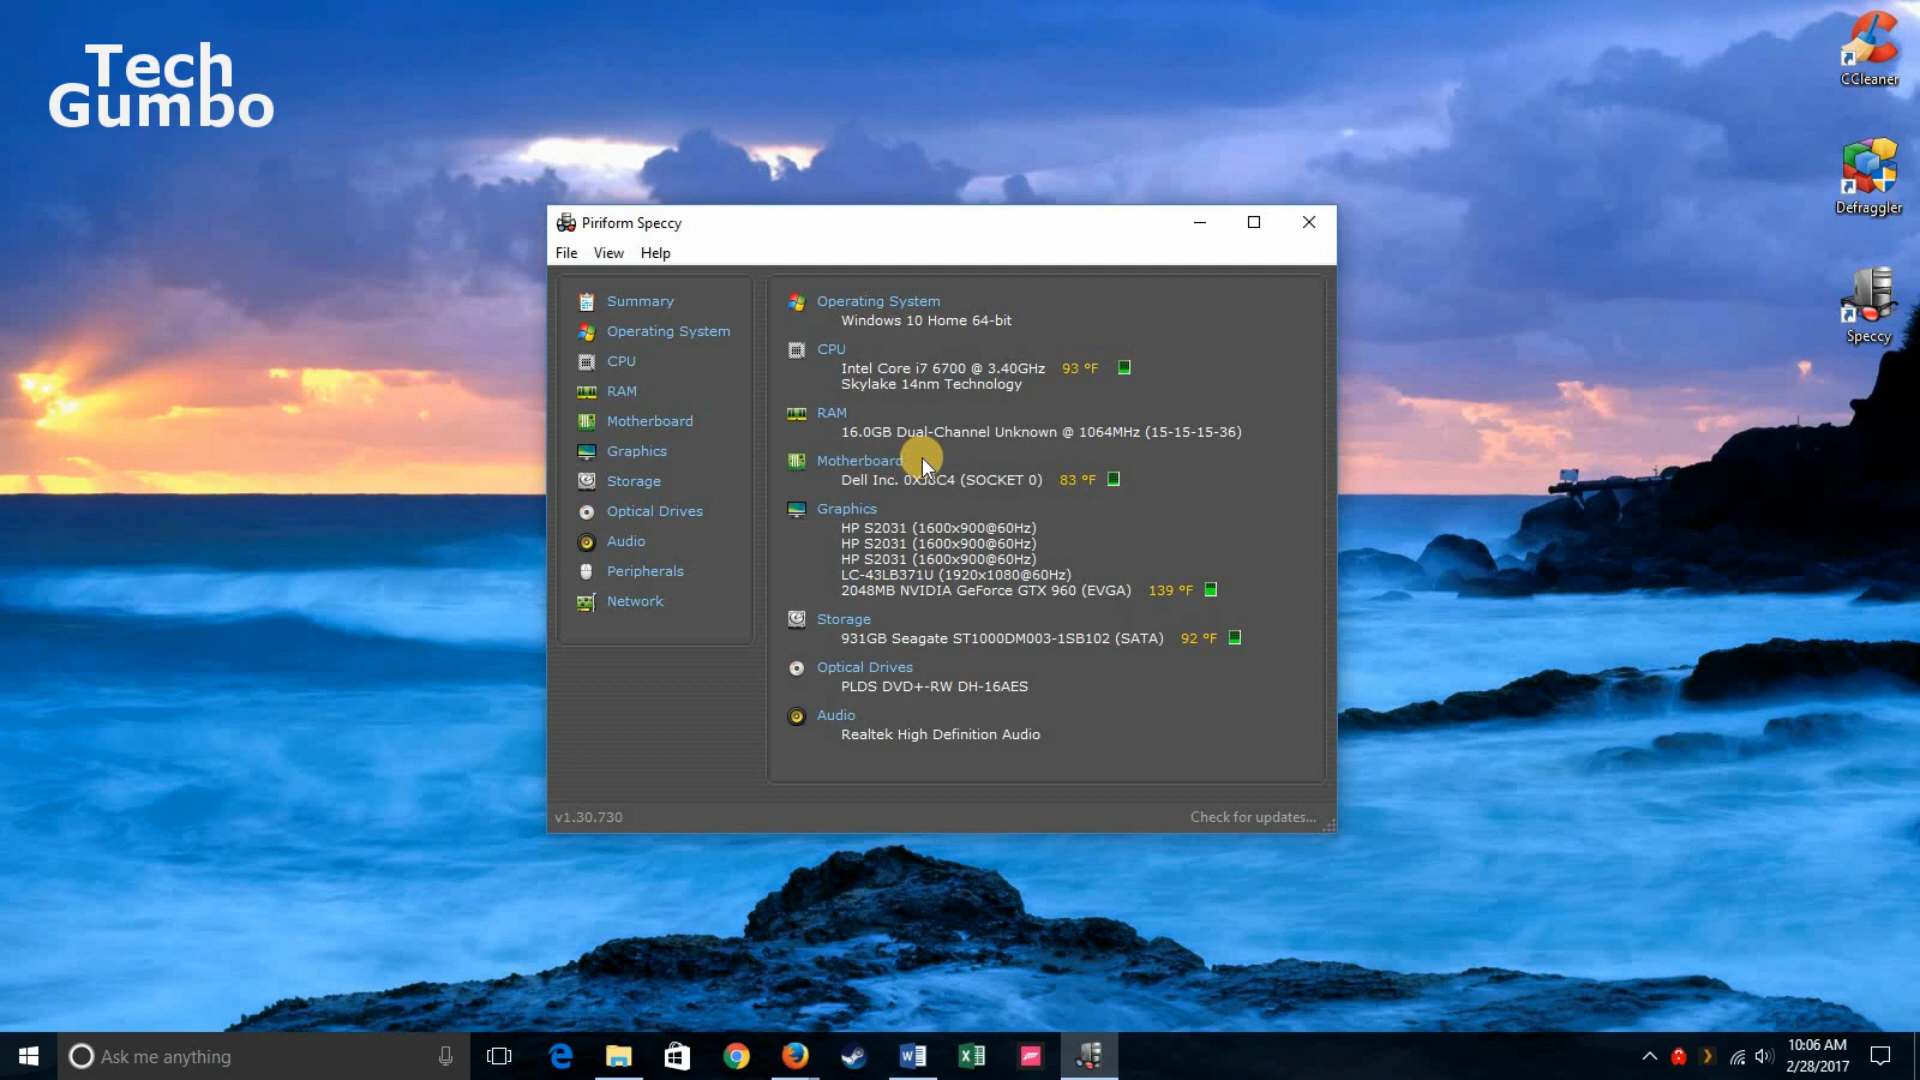 Tech
Gumbo
CCleaner
Defraggler
Speccy
Piriform Speccy
File View Help
Summary
Operating System
CPU
RAM
Motherboard
Graphics
Storage
Optical Drives
Audio
Peripherals
Network
Operating System
Windows 10 Home 64-bit
CPU
Intel Core i7 6700 @ 3.40GHz 93 °F
Skylake 14nm Technology
RAM
16.0GB Dual-Channel Unknown @ 1064MHz (15-15-15-36)
Motherboard
Dell Inc. (SOCKET 0) 83 °F
Graphics
HP S2031 (1600x900@60Hz)
HP S2031 (1600x900@60Hz)
HP S2031 (1600x900@60Hz)
LC-43LB371U (1920x1080@60Hz)
2048MB NVIDIA GeForce GTX 960 (EVGA) 139 °F
Storage
931GB Seagate ST1000DM003-1SB102 (SATA) 92 °F
Optical Drives
PLDS DVD+-RW DH-16AES
Audio
Realtek High Definition Audio
v1.30.730
Check for updates...
Ask me anything
10:06 AM
2/28/2017